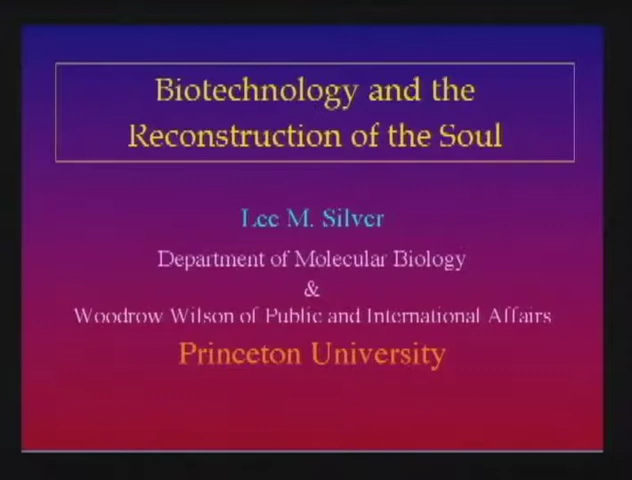 Biotechnology and the
Reconstruction of the Soul
Lee M. Silver
Department of Molecular Biology
&
Woodrow Wilson of Public and International Affairs
Princeton University